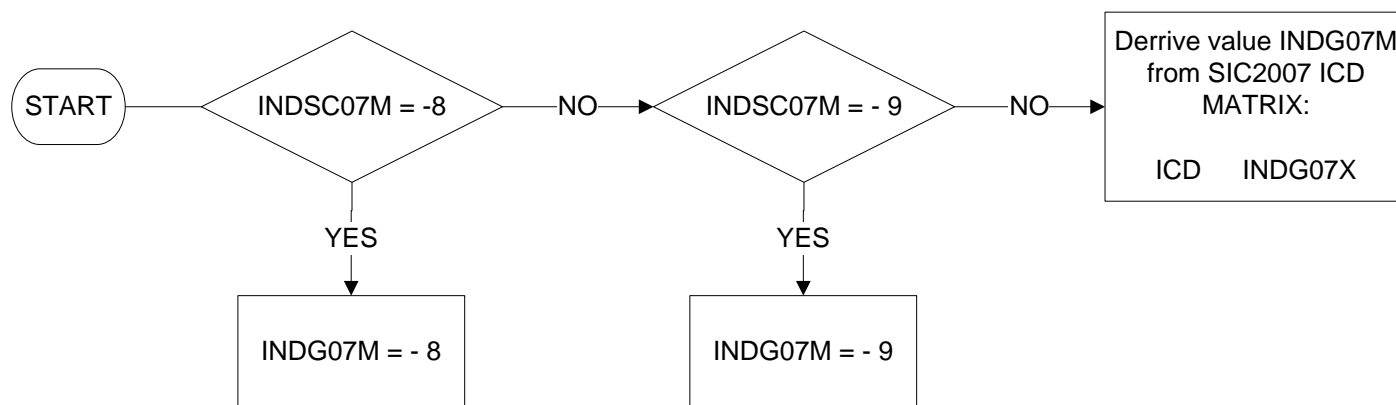 START
INDSC07M = -8
NO
INDSC07M = - 9
NO
Derrive value INDG07M
from SIC2007 ICD
MATRIX:
ICD INDG07X
YES
YES
INDG07M = - 8
INDG07M = - 9